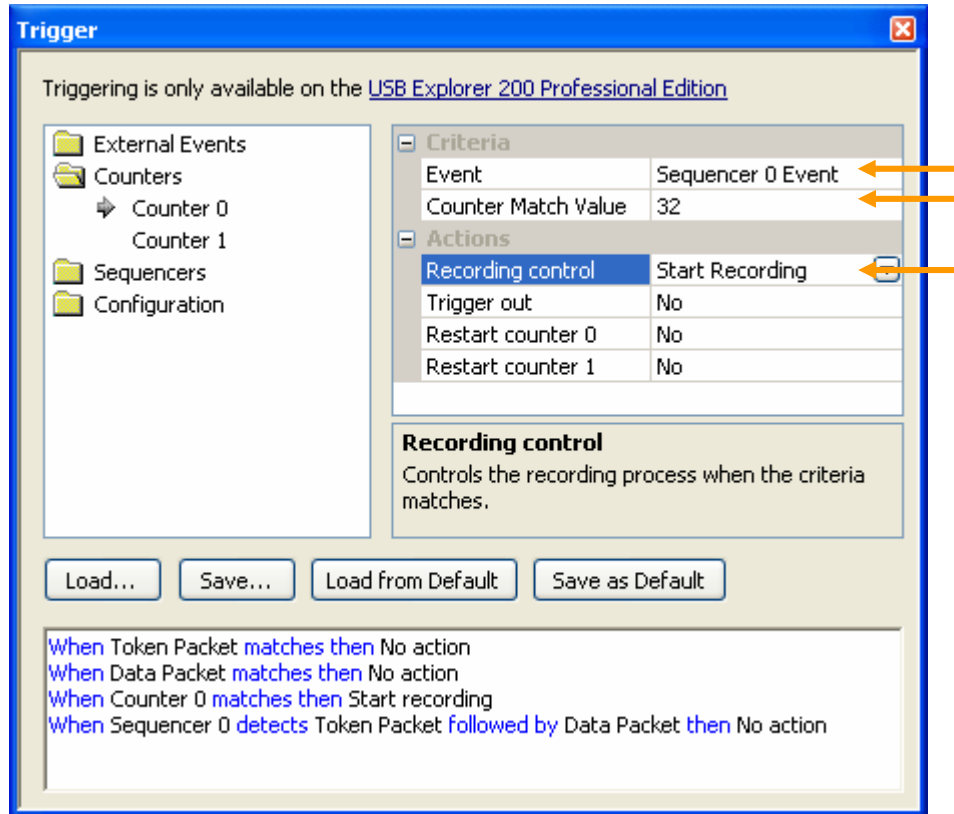 Trigger
Triggering is only available on the USB Explorer 200 Professional Edition
External Events
Counters
Counter 0
Counter 1
Sequencers
Configuration
Criteria
Event Sequencer 0 Event
Counter Match Value 32
Actions
Recording control Start Recording
Trigger out No
Restart counter 0 No
Restart counter 1 No
Recording control
Controls the recording process when the criteria
matches.
Load... Save... Load from Default Save as Default
When Token Packet matches then No action
When Data Packet matches then No action
When Counter 0 matches then Start recording
When Sequencer 0 detects Token Packet followed by Data Packet then No action